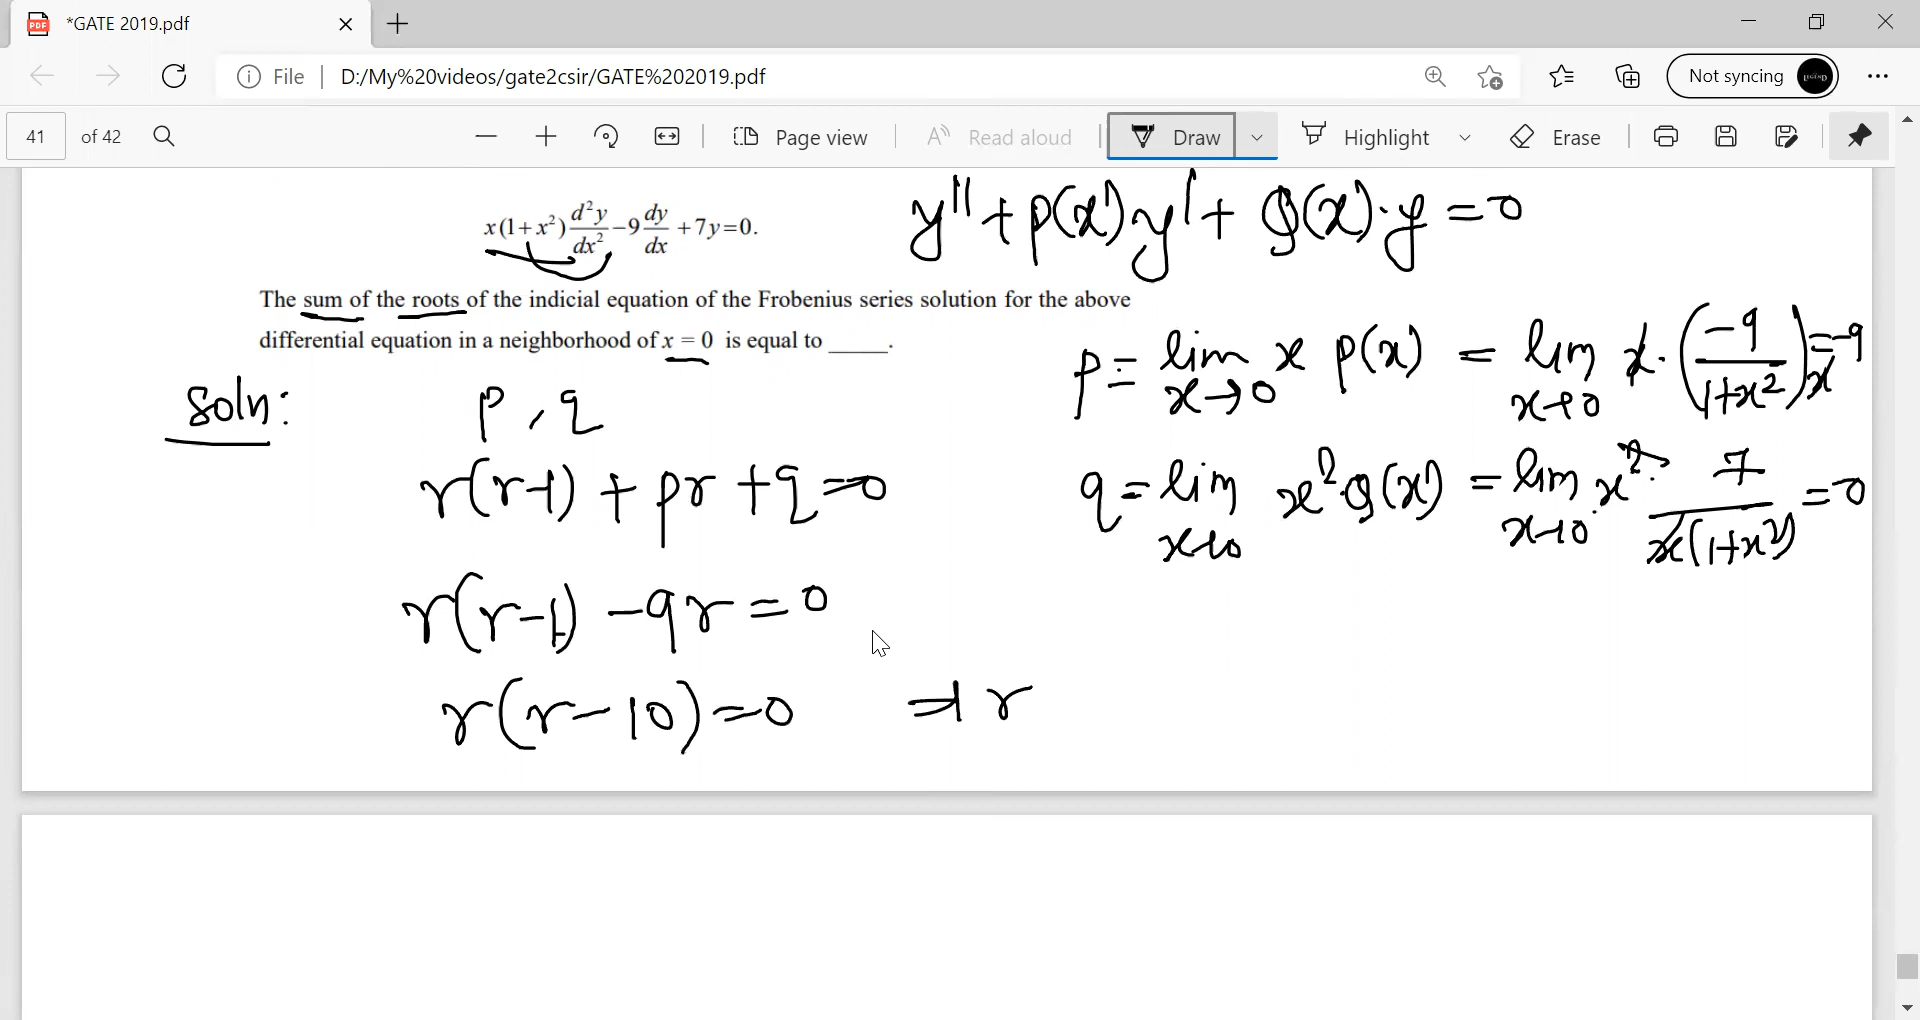 *GATE 2019.pdf
File | D:/My%20videos/gate2csir/GATE%202019.pdf
Not syncing
41 of 42
Page view
Read aloud
Draw
Highlight
Erase
x(1+x²) d²y/dx² −9 dy/dx +7y=0.
y'' + p(x) y' + q(x)·y = 0
The sum of the roots of the indicial equation of the Frobenius series solution for the above
differential equation in a neighborhood of x = 0 is equal to _____.
Soln:
p, q
r(r-1) + pr + q = 0
r(r-1) - 9r = 0
r(r-10) = 0 ⇒ r
p = lim x→0 x p(x) = lim x→0 x·(-9/(1+x²)x) = -9
q = lim x→0 x² q(x) = lim x→0 x²· 7/x(1+x²) = 0